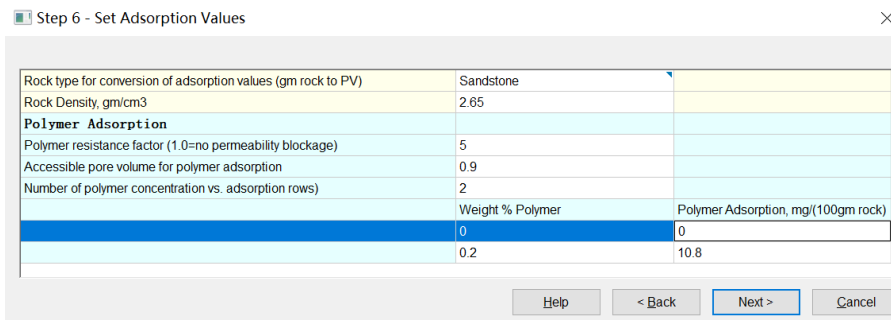 Step 6 - Set Adsorption Values
Rock type for conversion of adsorption values (gm rock to PV) Sandstone
Rock Density, gm/cm3 2.65
Polymer Adsorption
Polymer resistance factor (1.0=no permeability blockage) 5
Accessible pore volume for polymer adsorption 0.9
Number of polymer concentration vs. adsorption rows) 2
Weight % Polymer Polymer Adsorption, mg/(100gm rock)
0 0
0.2 10.8
Help < Back Next > Cancel